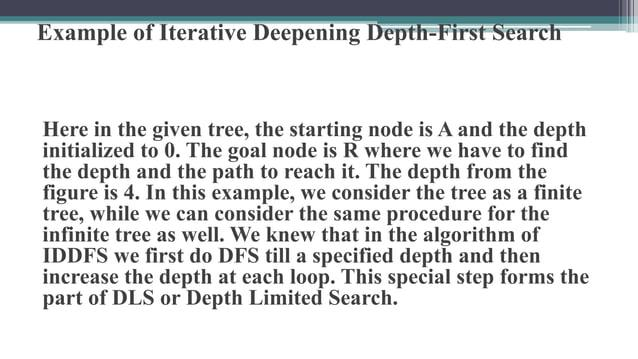 Example of Iterative Deepening Depth-First Search
Here in the given tree, the starting node is A and the depth
initialized to 0. The goal node is R where we have to find
the depth and the path to reach it. The depth from the
figure is 4. In this example, we consider the tree as a finite
tree, while we can consider the same procedure for the
infinite tree as well. We knew that in the algorithm of
IDDFS we first do DFS till a specified depth and then
increase the depth at each loop. This special step forms the
part of DLS or Depth Limited Search.